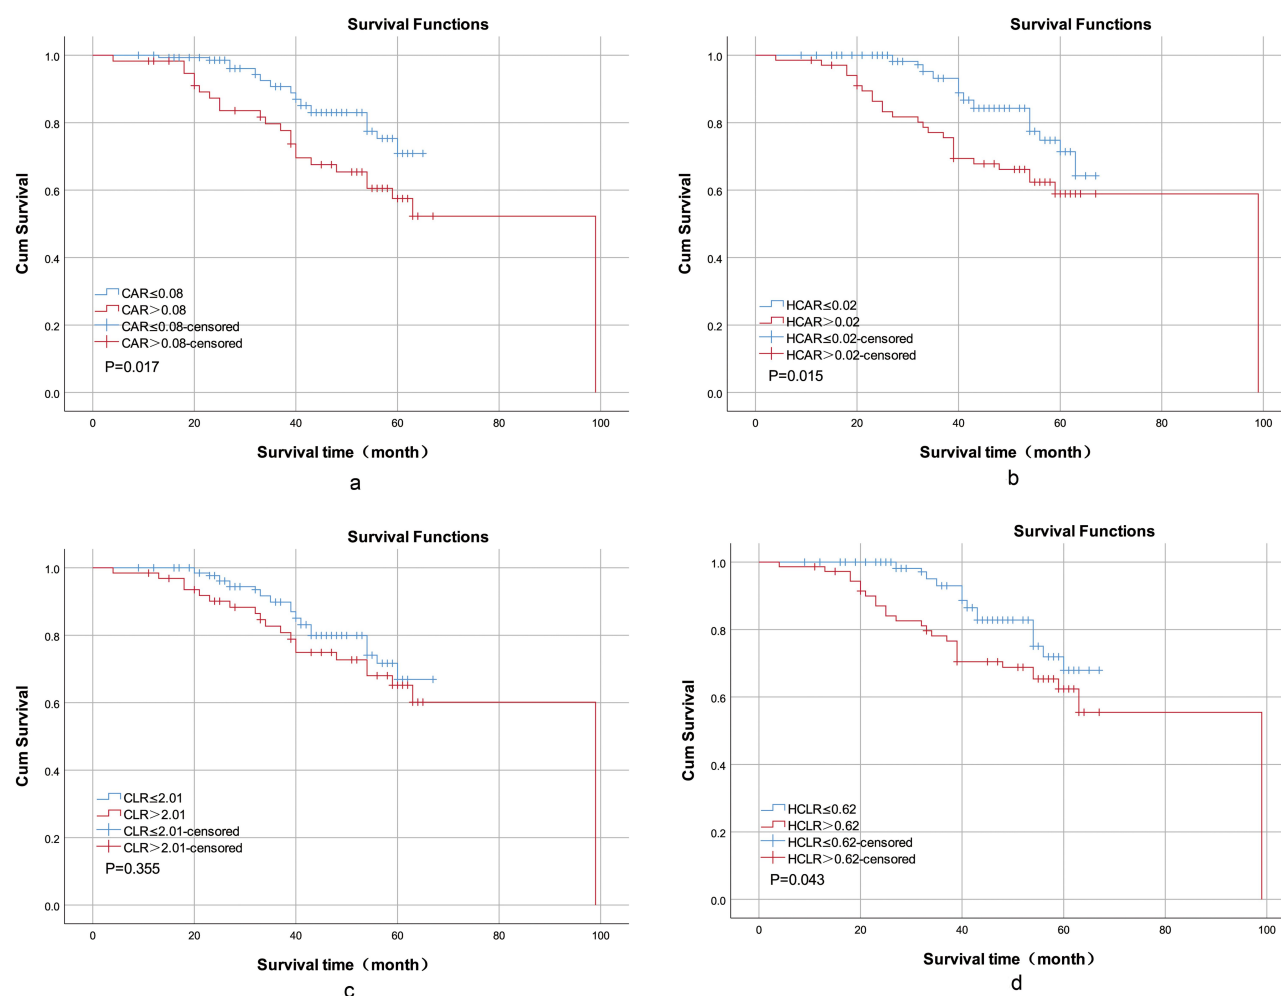 Survival Functions
1.0
0.8
0.6
0.4
0.2
0.0
Cum Survival
CAR≤0.08
CAR＞0.08
CAR≤0.08-censored
CAR＞0.08-censored
P=0.017
0 20 40 60 80 100
Survival time（month）
a
Survival Functions
1.0
0.8
0.6
0.4
0.2
0.0
Cum Survival
HCAR≤0.02
HCAR＞0.02
HCAR≤0.02-censored
HCAR＞0.02-censored
P=0.015
0 20 40 60 80 100
Survival time（month）
b
Survival Functions
1.0
0.8
0.6
0.4
0.2
0.0
Cum Survival
CLR≤2.01
CLR＞2.01
CLR≤2.01-censored
CLR＞2.01-censored
P=0.355
0 20 40 60 80 100
Survival time（month）
c
Survival Functions
1.0
0.8
0.6
0.4
0.2
0.0
Cum Survival
HCLR≤0.62
HCLR＞0.62
HCLR≤0.62-censored
HCLR＞0.62-censored
P=0.043
0 20 40 60 80 100
Survival time（month）
d